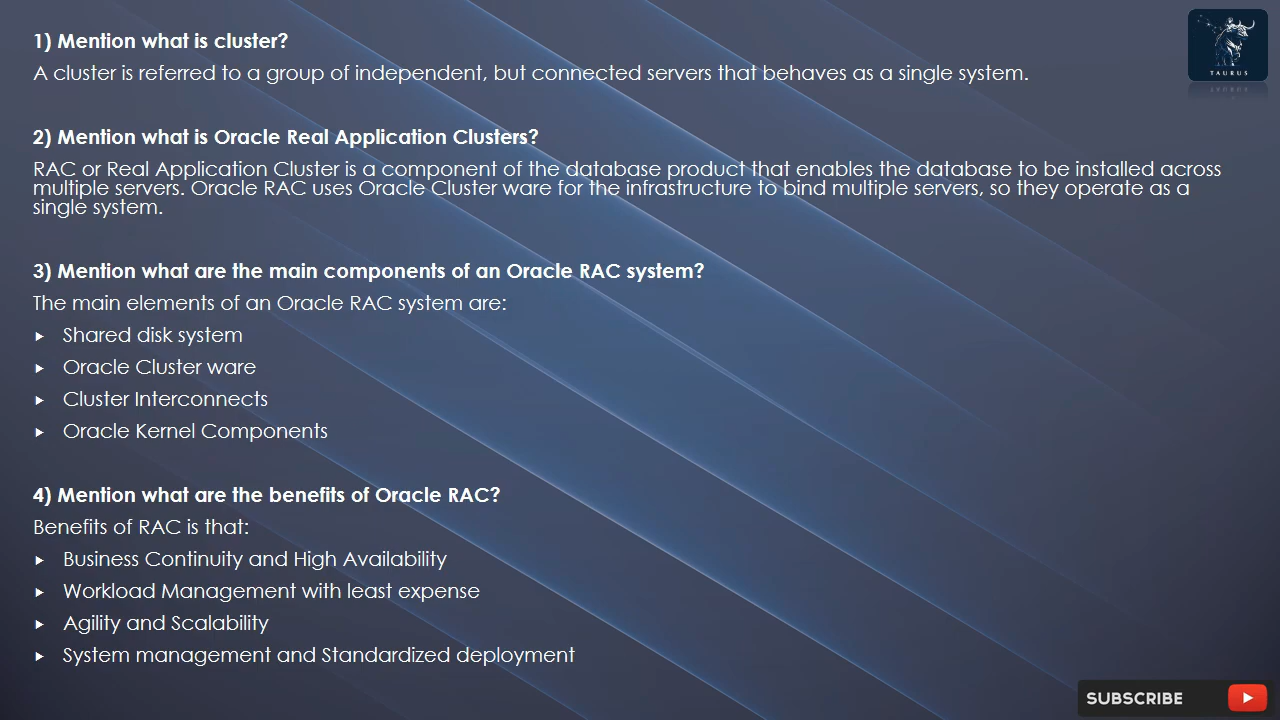 1) Mention what is cluster?
A cluster is referred to a group of independent, but connected servers that behaves as a single system.
TAURUS
2) Mention what is Oracle Real Application Clusters?
RAC or Real Application Cluster is a component of the database product that enables the database to be installed across
multiple servers. Oracle RAC uses Oracle Cluster ware for the infrastructure to bind multiple servers, so they operate as a
single system.
3) Mention what are the main components of an Oracle RAC system?
The main elements of an Oracle RAC system are:
Shared disk system
Oracle Cluster ware
Cluster Interconnects
Oracle Kernel Components
4) Mention what are the benefits of Oracle RAC?
Benefits of RAC is that:
Business Continuity and High Availability
Workload Management with least expense
Agility and Scalability
System management and Standardized deployment
SUBSCRIBE